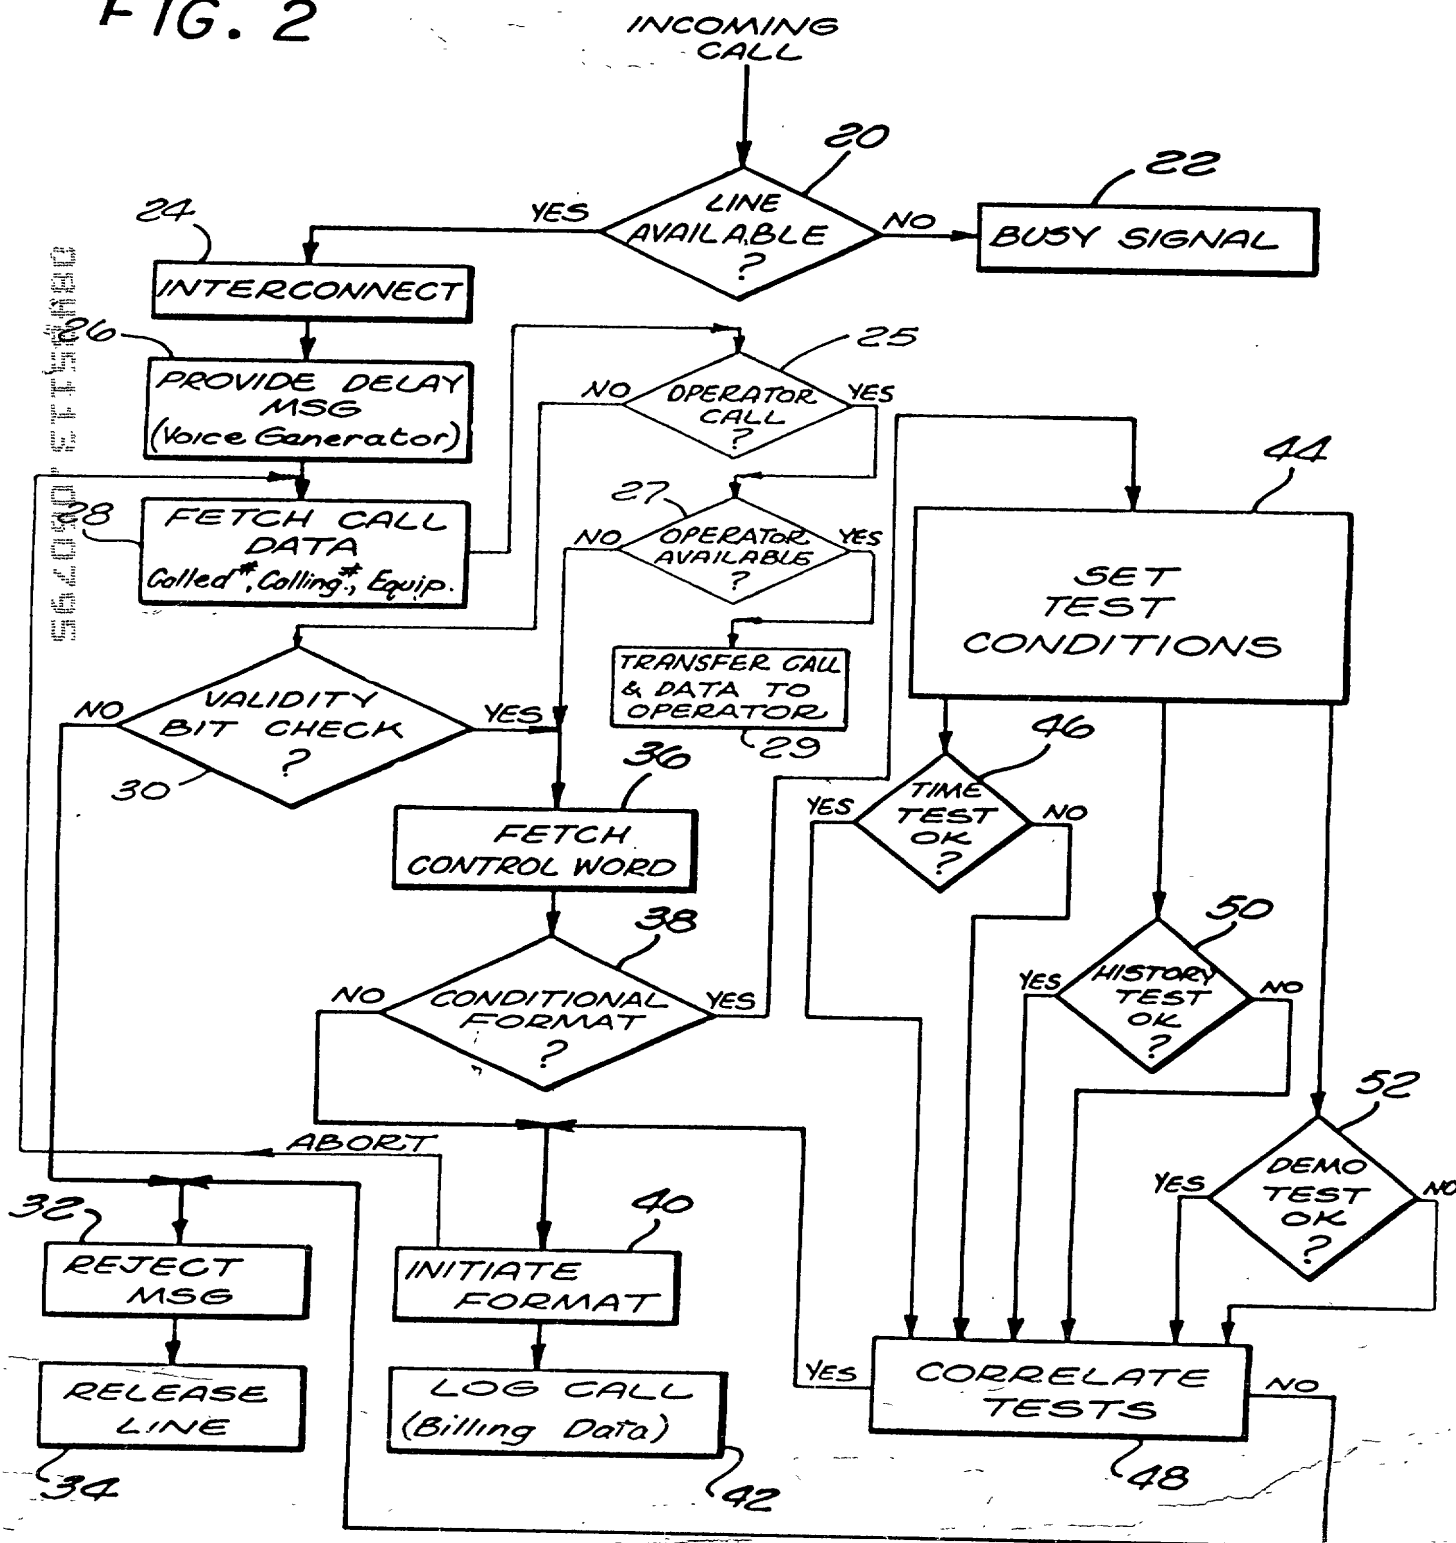 FIG. 2
INCOMING
CALL
20
LINE
AVAILABLE
?
YES
NO
22
BUSY SIGNAL
24
INTERCONNECT
26
PROVIDE DELAY
MSG
(Voice Generator)
25
OPERATOR
CALL
?
NO
YES
28
FETCH CALL
DATA
Called #, Calling #, Equip.
27
OPERATOR
AVAILABLE
?
NO
YES
44
SET
TEST
CONDITIONS
TRANSFER CALL
& DATA TO
OPERATOR
29
VALIDITY
BIT CHECK
?
NO
YES
30
36
FETCH
CONTROL WORD
46
TIME
TEST
OK
?
YES
NO
38
CONDITIONAL
FORMAT
?
NO
YES
50
HISTORY
TEST
OK
?
YES
NO
52
DEMO
TEST
OK
?
YES
NO
ABORT
32
REJECT
MSG
40
INITIATE
FORMAT
RELEASE
LINE
34
LOG CALL
(Billing Data)
42
YES
CORRELATE
TESTS
NO
48